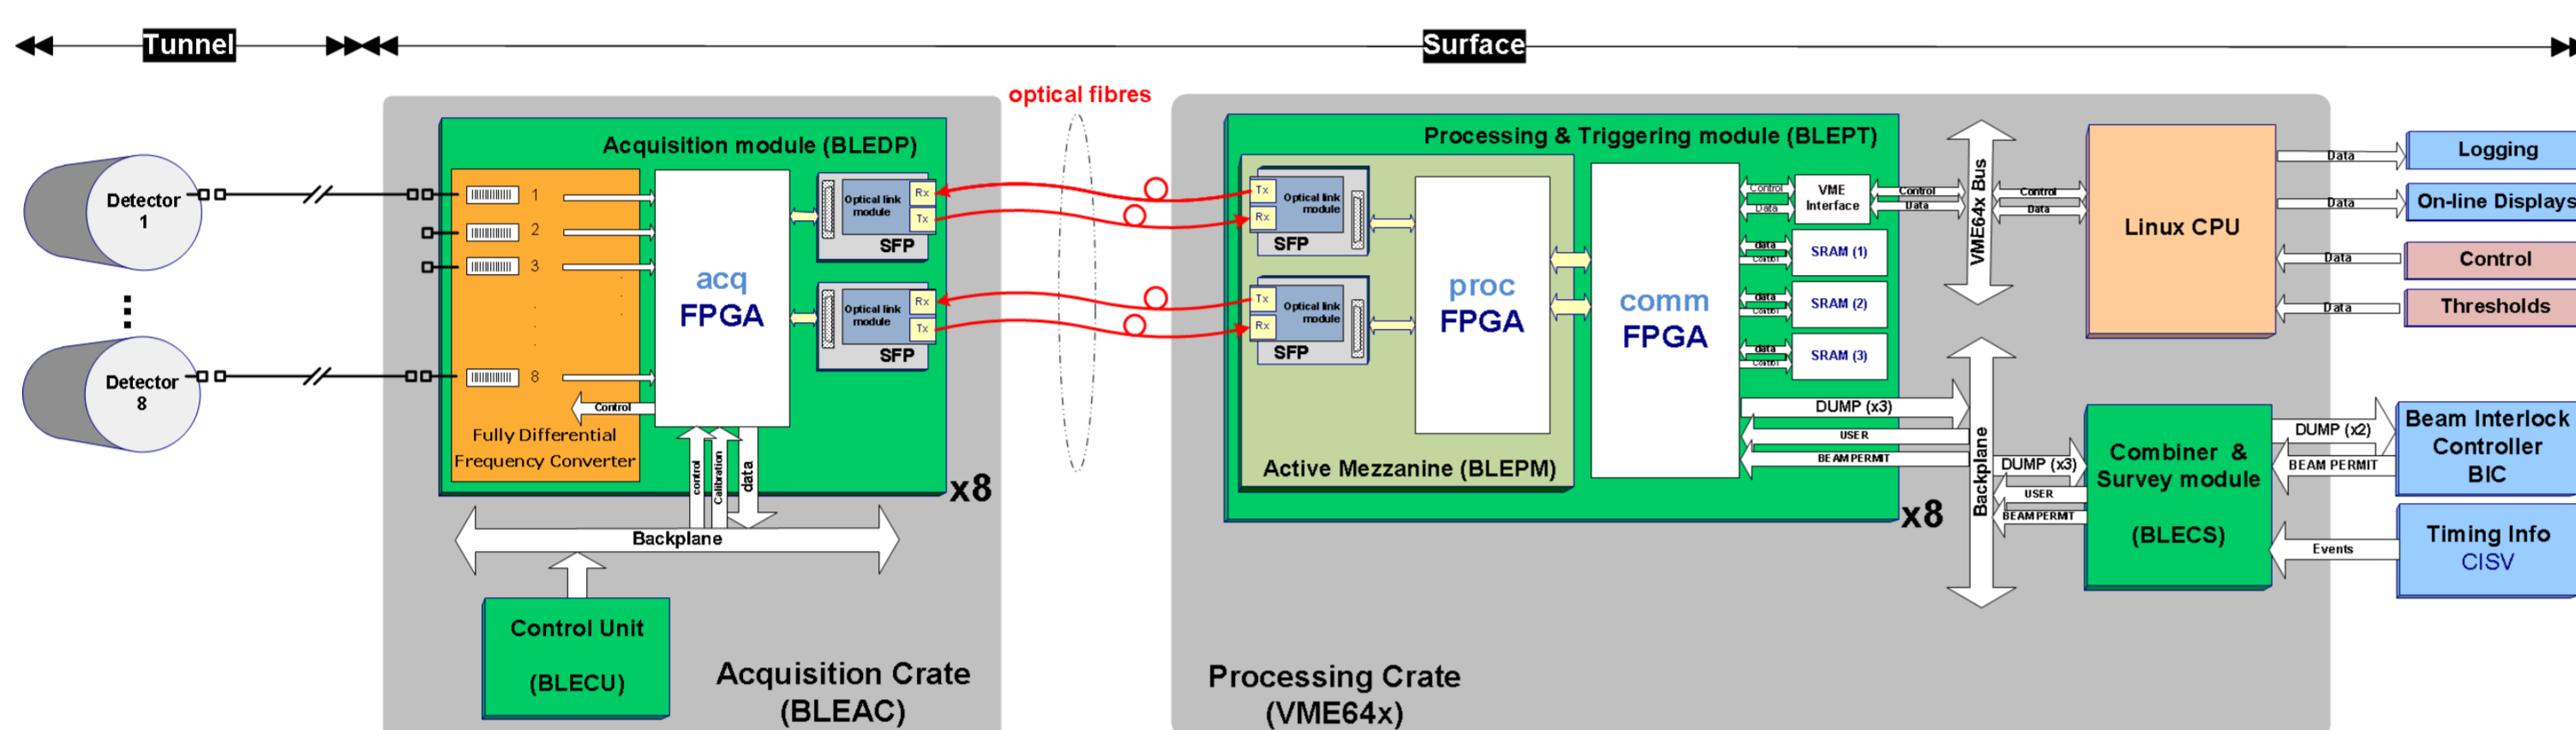 Tunnel
Surface
optical fibres
Detector
1
Detector
8
Acquisition module (BLEDP)
1
2
3
8
Control
Fully Differential
Frequency Converter
acq
FPGA
Optical link
module
Rx
Tx
SFP
Optical link
module
Rx
Tx
SFP
control
Calibration
data
x8
Backplane
Control Unit
(BLECU)
Acquisition Crate
(BLEAC)
Processing & Triggering module (BLEPT)
Tx
Rx
Optical link
module
SFP
Tx
Rx
Optical link
module
SFP
proc
FPGA
Active Mezzanine (BLEPM)
comm
FPGA
Control
Data
VME
Interface
Control
Data
data
Control
SRAM (1)
data
Control
SRAM (2)
data
Control
SRAM (3)
DUMP (x3)
USER
BEAM PERMIT
x8
VME64x Bus
Control
Data
Backplane
DUMP (x3)
USER
BEAM PERMIT
Linux CPU
Data
Logging
Data
On-line Displays
Data
Control
Data
Thresholds
Combiner &
Survey module
(BLECS)
DUMP (x2)
BEAM PERMIT
Beam Interlock
Controller
BIC
Events
Timing Info
CISV
Processing Crate
(VME64x)